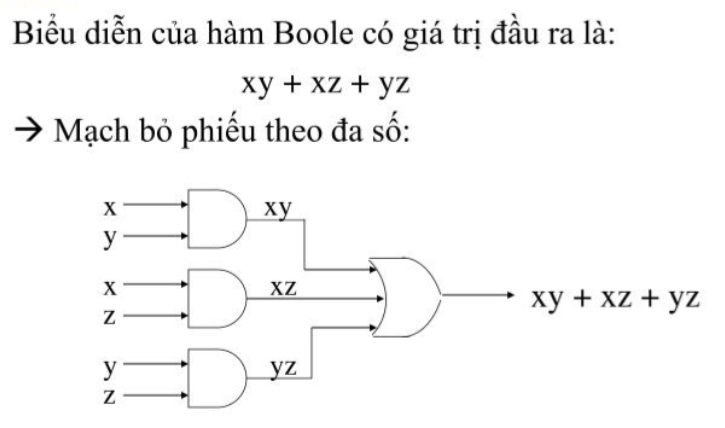 Biểu diễn của hàm Boole có giá trị đầu ra là:
xy + xz + yz
→ Mạch bỏ phiếu theo đa số:
x
xy
y
x
xz
z
xy + xz + yz
y
yz
z